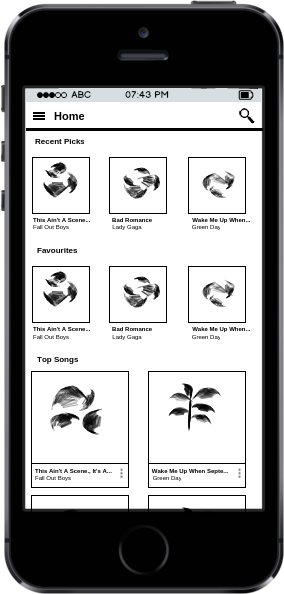 ABC 07:43 PM
Home
Recent Picks
This Ain't A Scene... Bad Romance Wake Me Up When...
Fall Out Boys Lady Gaga Green Day
Favourites
This Ain't A Scene... Bad Romance Wake Me Up When...
Fall Out Boys Lady Gaga Green Day
Top Songs
This Ain't A Scene., It's A... Wake Me Up When Septe...
Fall Out Boys Green Day